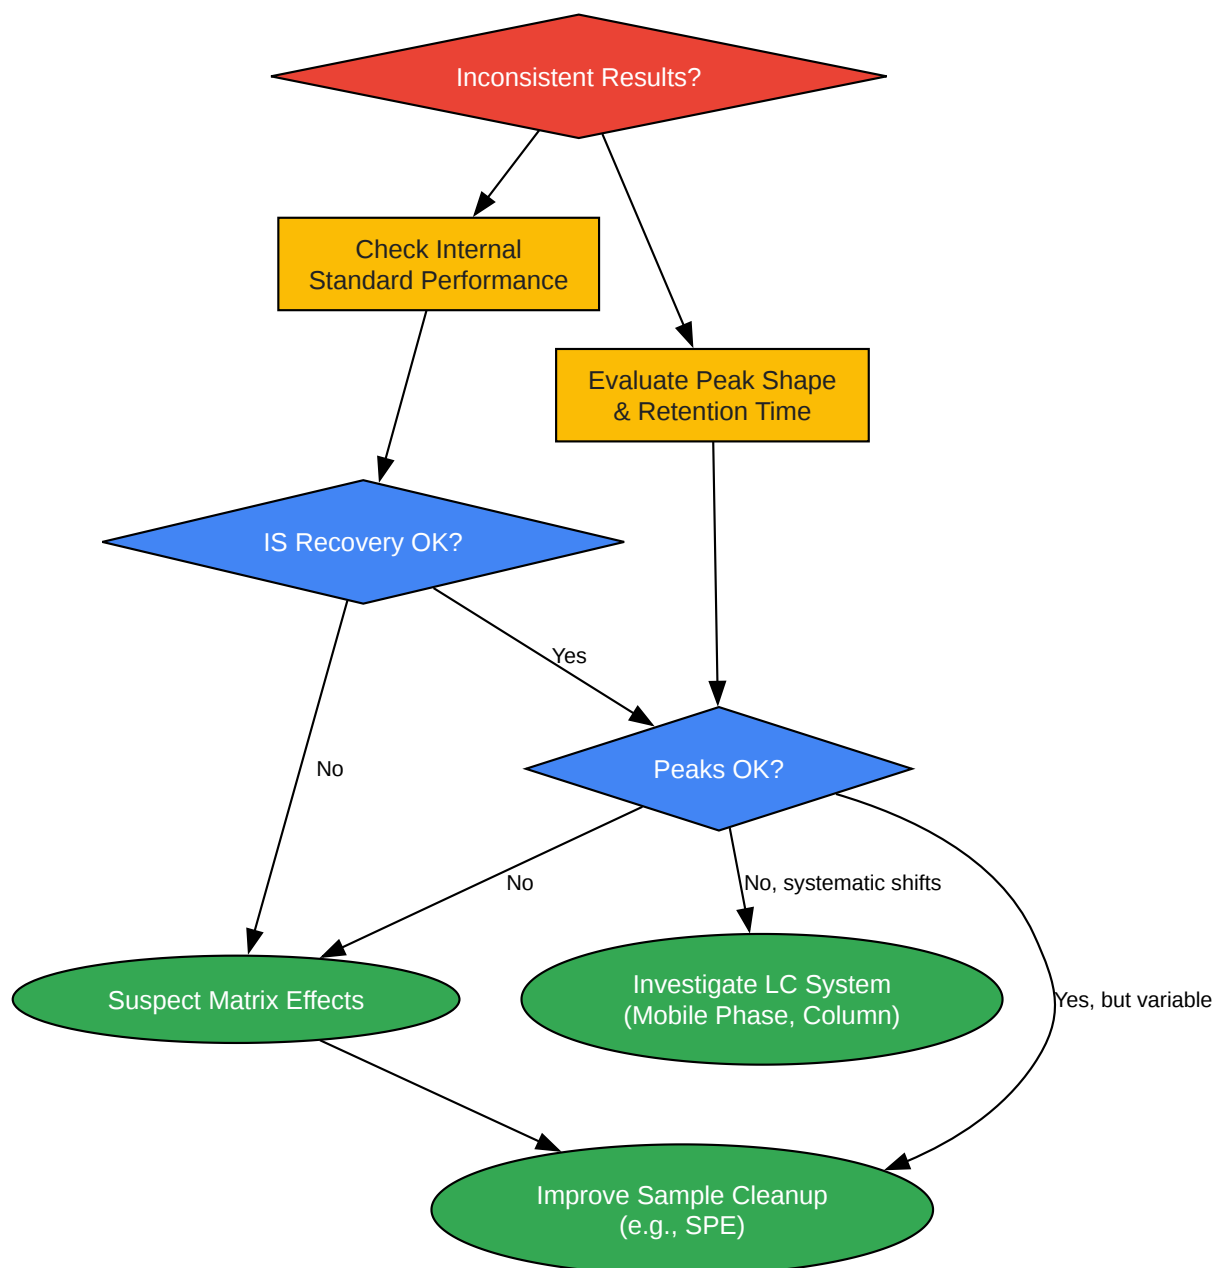 Inconsistent Results?
Check Internal
Standard Performance
Evaluate Peak Shape
& Retention Time
IS Recovery OK?
Yes
No
Peaks OK?
No
No, systematic shifts
Suspect Matrix Effects
Investigate LC System
(Mobile Phase, Column)
Yes, but variable
Improve Sample Cleanup
(e.g., SPE)